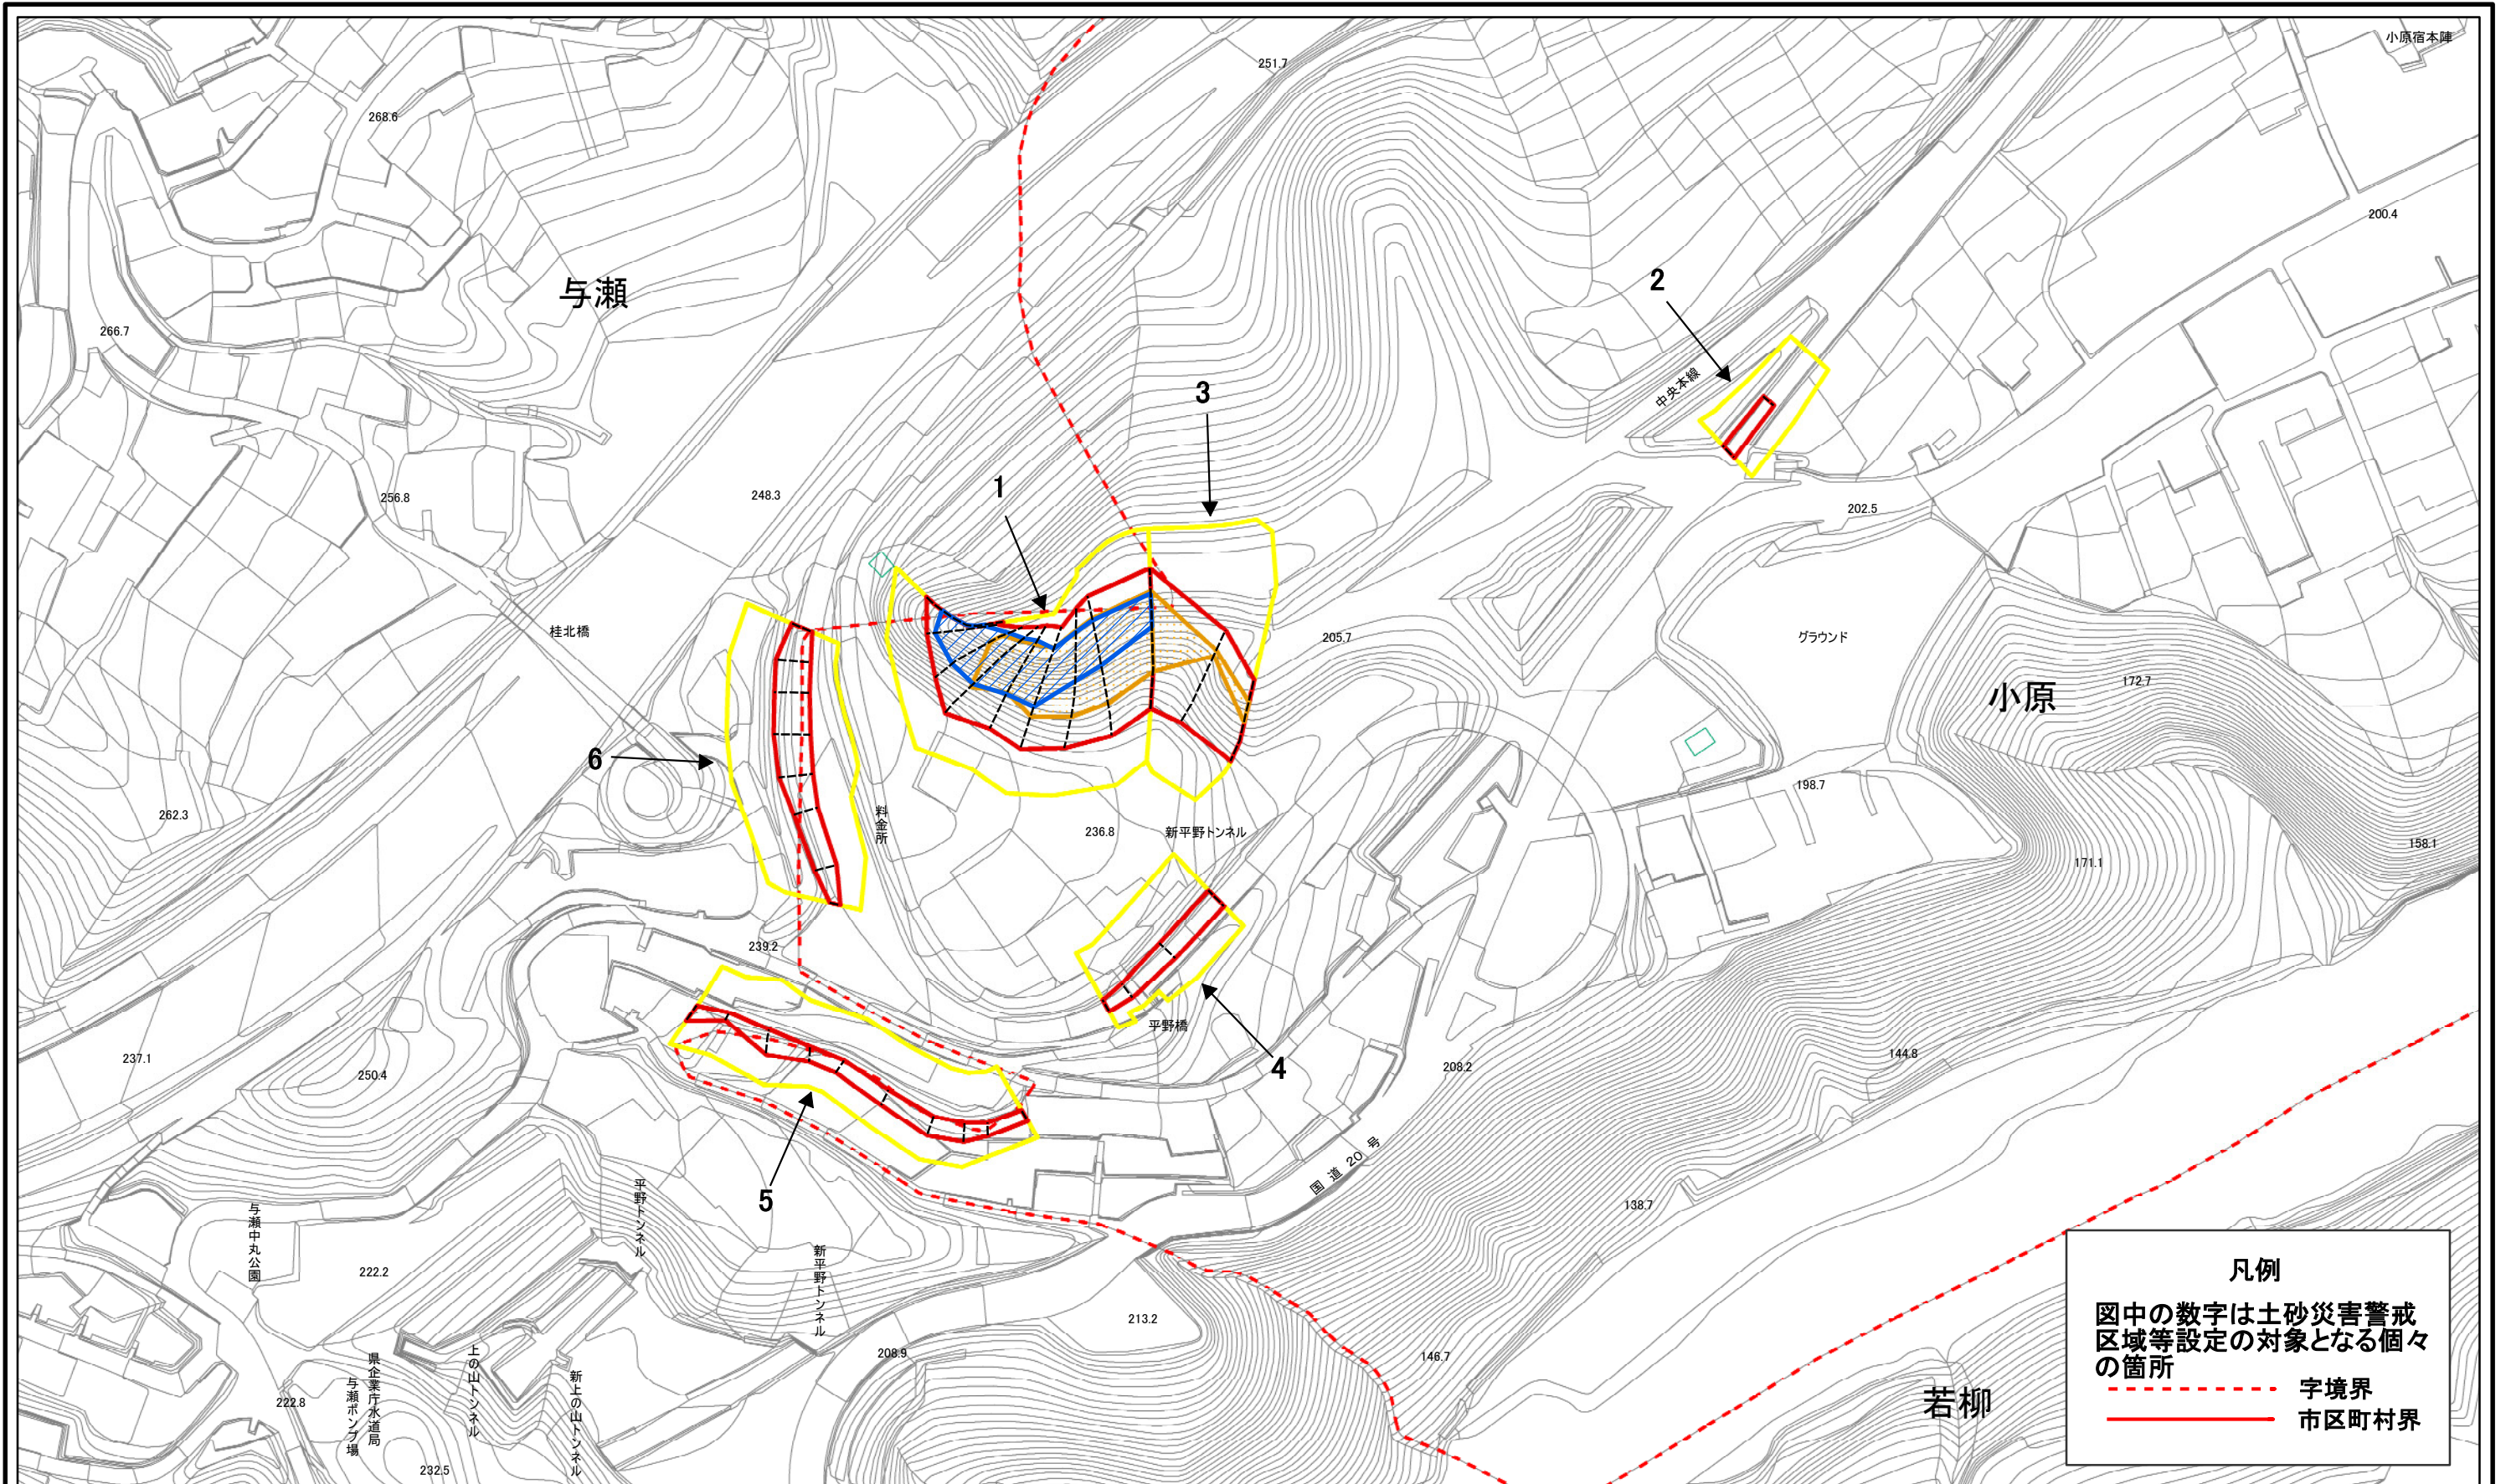 小原宿本陣
251.7
268.6
200.4
与瀬
2
266.7
中央本線
3
1
248.3
256.8
202.5
桂北橋
205.7
グラウンド
172.7
小原
6
262.3
料金所
198.7
236.8
新平野トンネル
158.1
171.1
239.2
平野橋
237.1
250.4
4
208.2
144.8
5
国道20号
平野トンネル
138.7
与瀬中丸公園
222.2
新平野トンネル
213.2
208.9
146.7
上の山トンネル
県企業庁水道局
与瀬ポンプ場
新上の山トンネル
222.8
232.5
若柳
凡例
図中の数字は土砂災害警戒
区域等設定の対象となる個々
の箇所
字境界
市区町村界